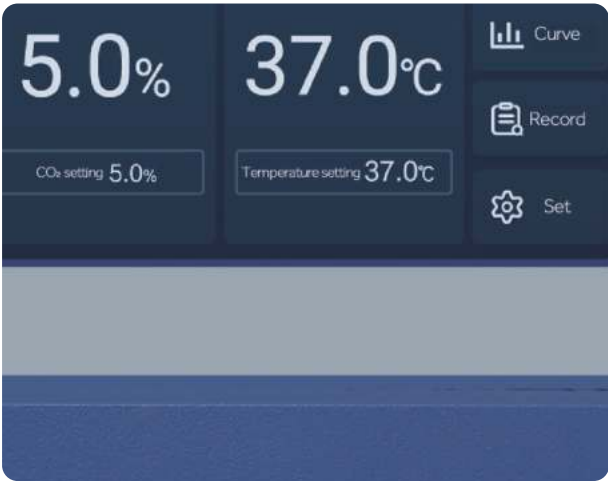 5.0%
37.0℃
Curve
Record
CO₂ setting 5.0%
Temperature setting 37.0℃
Set